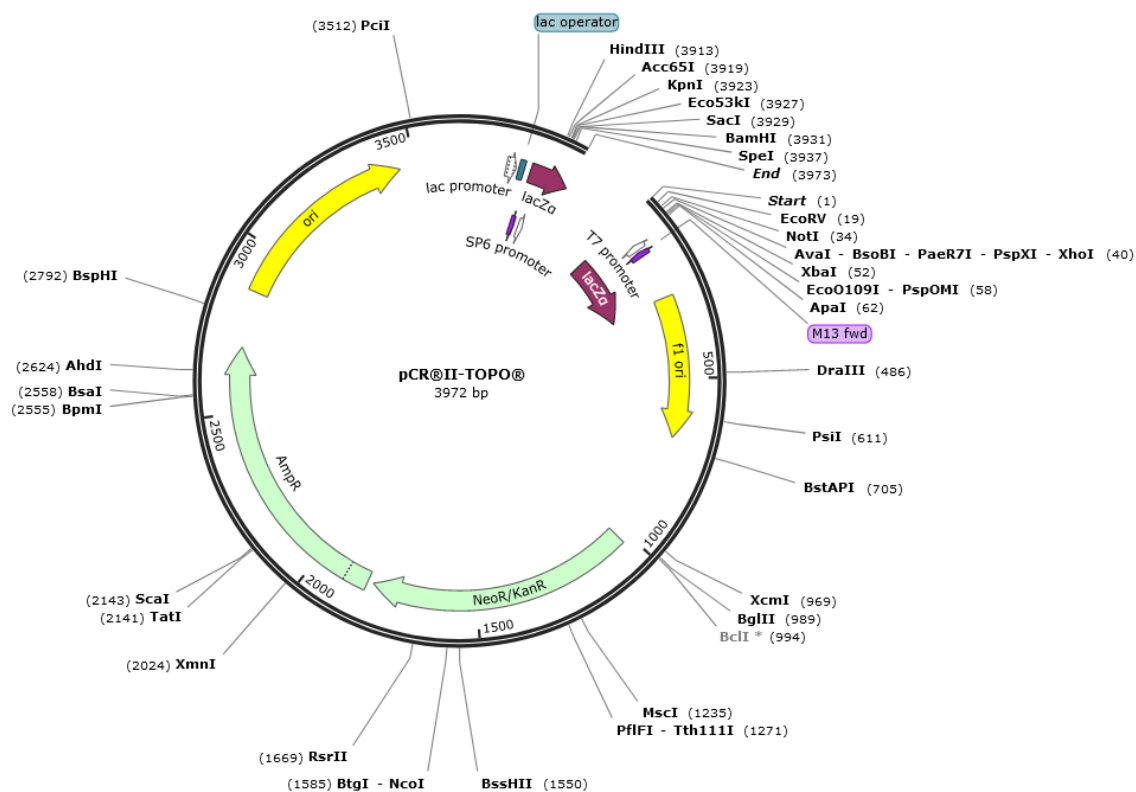 (3512) PciI
lac operator
HindIII (3913)
Acc65I (3919)
KpnI (3923)
Eco53kI (3927)
SacI (3929)
BamHI (3931)
SpeI (3937)
End (3973)
Start (1)
EcoRV (19)
NotI (34)
AvaI - BsoBI - PaeR7I - PspXI - XhoI (40)
XbaI (52)
EcoO109I - PspOMI (58)
ApaI (62)
M13 fwd
DraIII (486)
PsiI (611)
BstAPI (705)
XcmI (969)
BglII (989)
BclI * (994)
MscI (1235)
PflFI - Tth111I (1271)
BssHII (1550)
(1585) BtgI - NcoI
(1669) RsrII
(2024) XmnI
(2141) TatI
(2143) ScaI
(2555) BpmI
(2558) BsaI
(2624) AhdI
(2792) BspHI
500
1000
1500
2000
2500
3000
3500
lac promoter
lacZα
SP6 promoter
T7 promoter
lacZα
f1 ori
NeoR/KanR
AmpR
ori
pCR®II-TOPO®
3972 bp